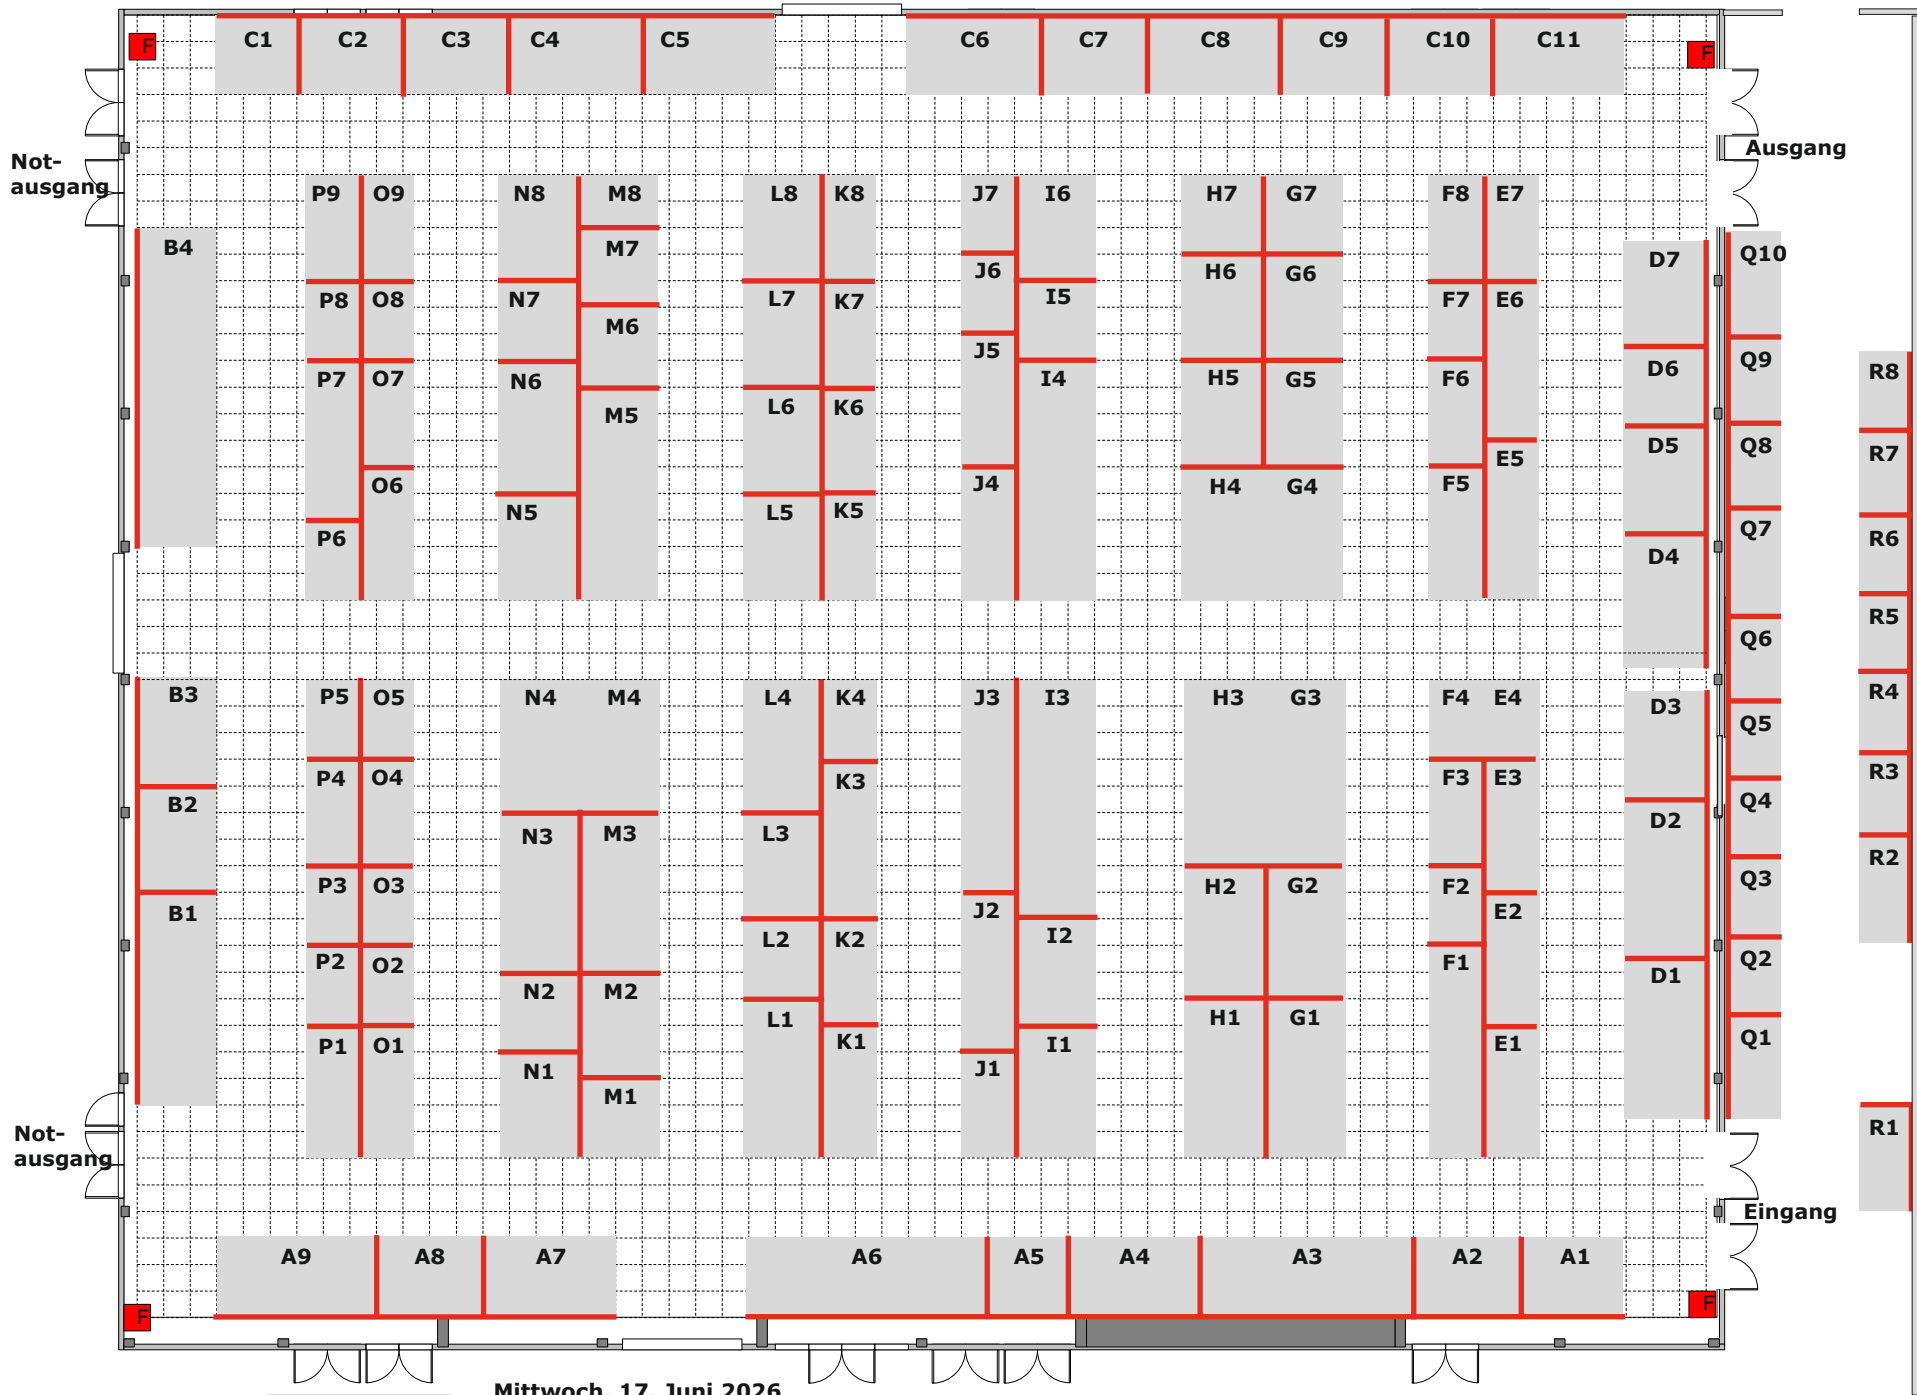 C1 C2 C3 C4 C5 C6 C7 C8 C9 C10 C11
F F
Not-
ausgang
Ausgang
P9 O9 N8 M8 L8 K8 J7 I6 H7 G7 F8 E7
B4 M7 D7 Q10
J6 H6 G6
P8 O8 N7 L7 K7 I5 F7 E6
M6 J5 Q9
P7 O7 N6 I4 H5 G5 F6 D6 R8
M5 L6 K6
D5 Q8 R7
O6 J4 H4 G4 F5 E5
N5 L5 K5
P6 D4 Q7 R6
R5
Q6
B3 P5 O5 N4 M4 L4 K4 J3 I3 H3 G3 F4 E4 D3 R4
Q5
P4 O4 K3 F3 E3 R3
B2 N3 M3 L3 D2 Q4
P3 O3 H2 G2 F2 Q3 R2
B1 J2 E2
P2 O2 L2 K2 I2 F1 Q2
N2 M2 D1
P1 O1 L1 K1 I1 H1 G1 E1 Q1
N1 M1 J1
Not-
ausgang
R1
Eingang
A9 A8 A7 A6 A5 A4 A3 A2 A1
F F
Mittwoch, 17. Juni 2026